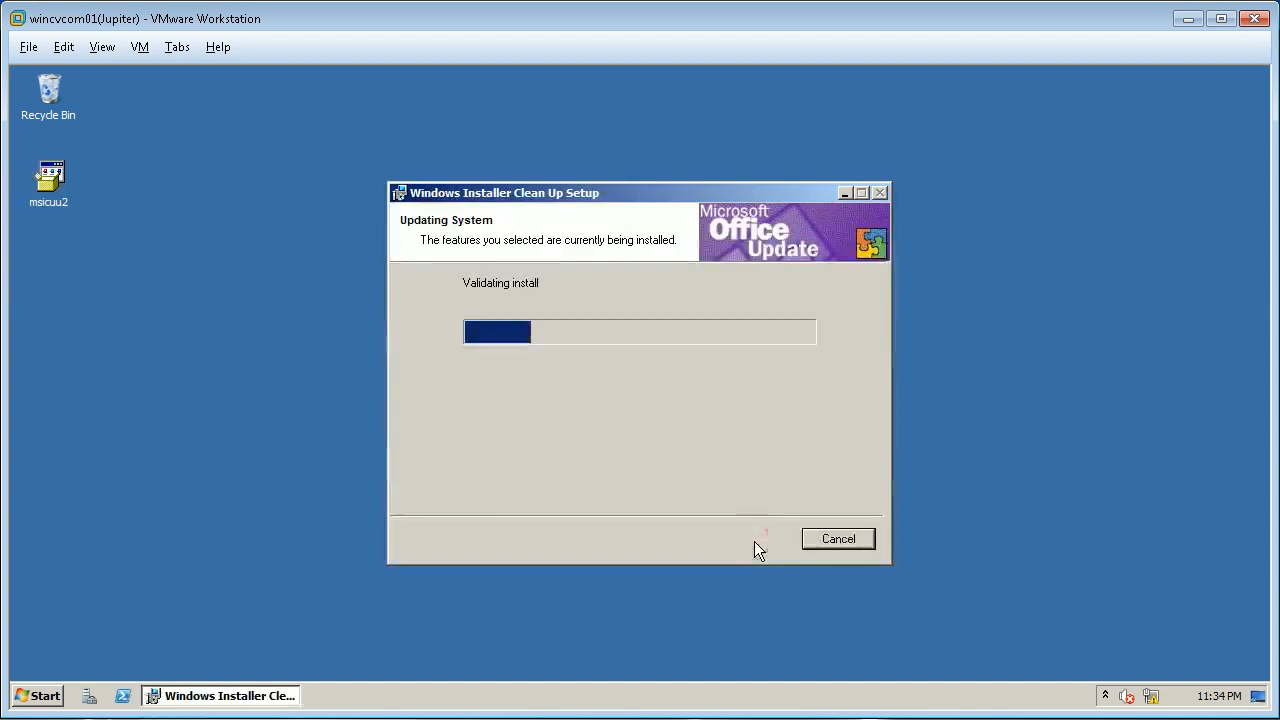 wincvcom01(Jupiter) - VMware Workstation
File Edit View VM Tabs Help
Recycle Bin
msicuu2
Windows Installer Clean Up Setup
Updating System
The features you selected are currently being installed.
Microsoft
Office
Update
Validating install
Cancel
Start
Windows Installer Cle...
11:34 PM